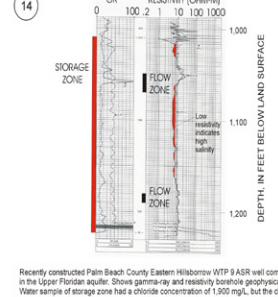 14
GR
RESISTIVITY (OHM-M)
0 100 .2 1 10 100 1000
1,000
STORAGE
ZONE
FLOW
ZONE
Low
resistivity
indicates
high
salinity
1,100
FLOW
ZONE
1,200
DEPTH, IN FEET BELOW LAND SURFACE
Recently constructed Palm Beach County Eastern Hillsborrow WTP 9 ASR well com
in the Upper Floridan aquifer. Shows gamma-ray and resistivity borehole geophys
Water sample of storage zone had a chloride concentration of 1,900 mg/L, but the c